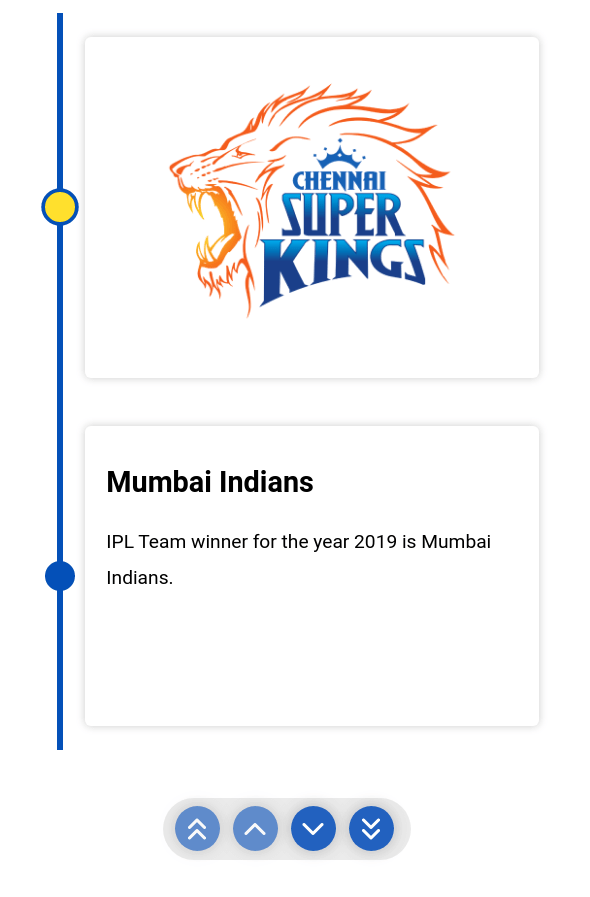 CHENNAI
SUPER
KINGS
Mumbai Indians
IPL Team winner for the year 2019 is Mumbai
Indians.